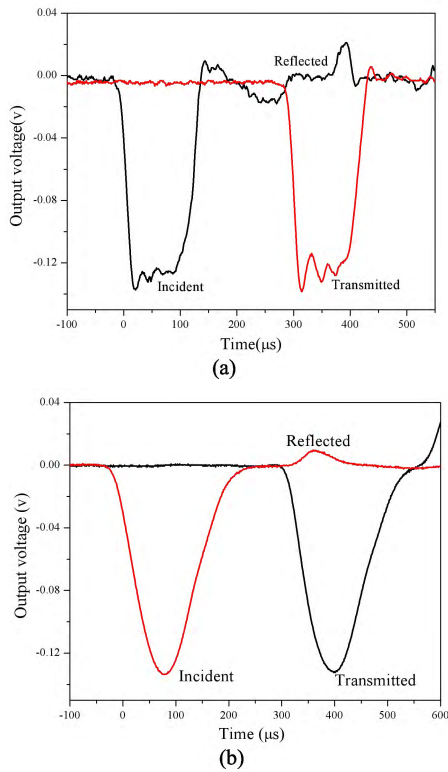 0.04
0.00
-0.04
-0.08
-0.12
Output voltage(v)
Reflected
Incident
Transmitted
-100 0 100 200 300 400 500
Time(μs)
(a)
0.04
0.00
-0.04
-0.08
-0.12
Output voltage (v)
Reflected
Incident
Transmitted
-100 0 100 200 300 400 500 600
Time (μs)
(b)